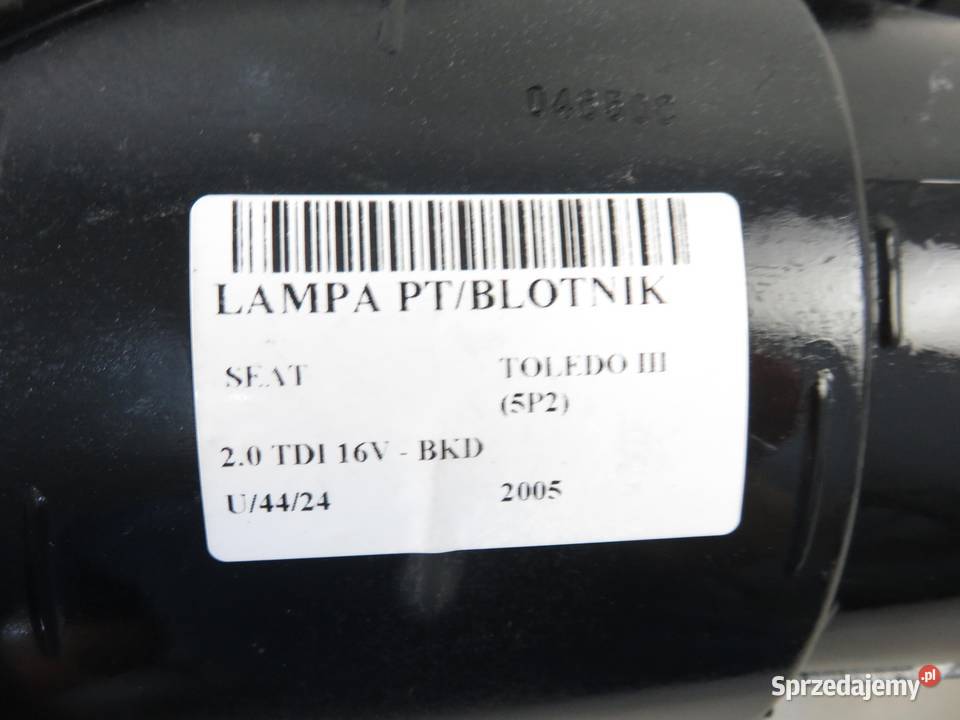 LAMPA PT/BLOTNIK
SEAT
TOLEDO III
(5P2)
2.0 TDI 16V - BKD
U/44/24
2005
Sprzedajemy.pl